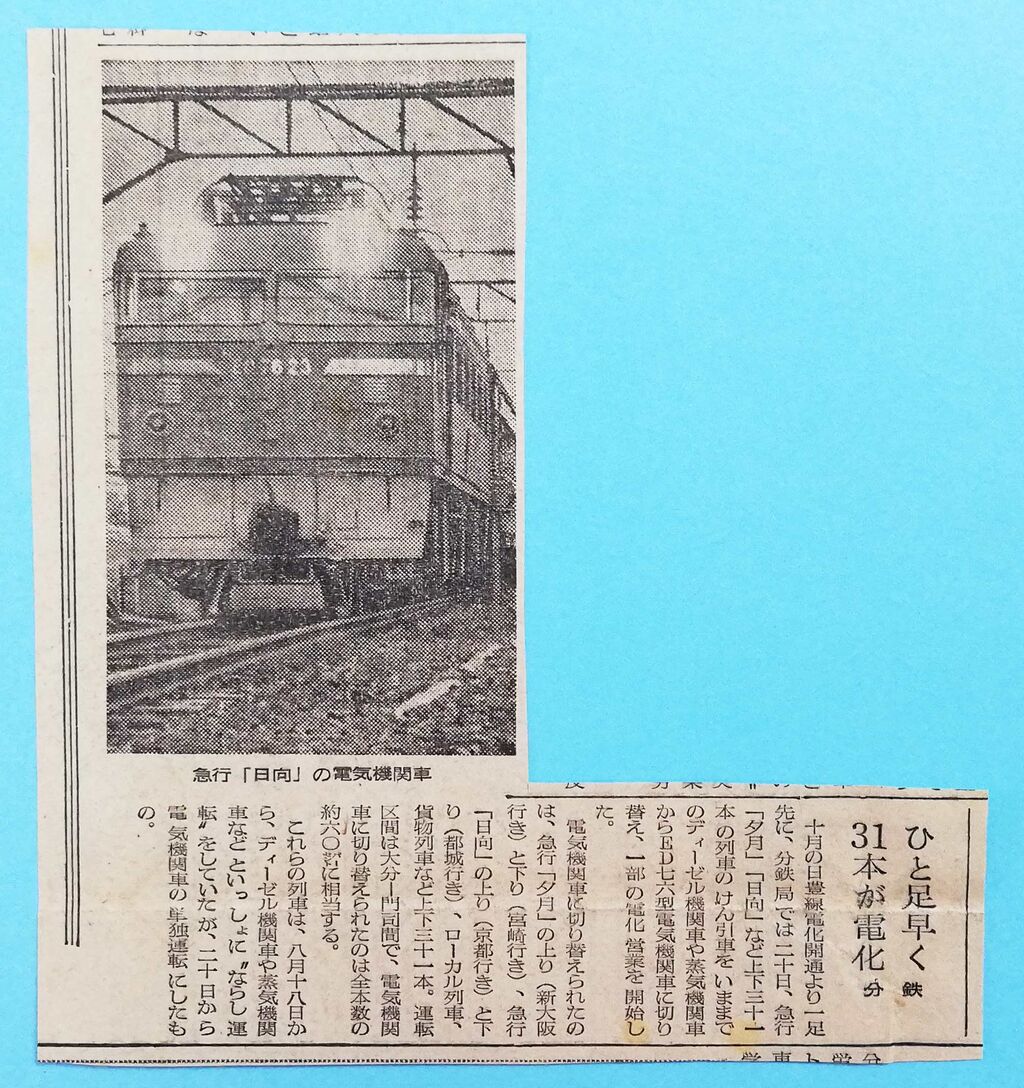 ひと足早く
31本が電化
分鉄
十月の日豊線電化開通より一足
先に、分鉄局では二十日、急行
「夕月」「日向」など上下三十一
本の列車のけん引車をいままで
のディーゼル機関車や蒸気機関車
からED七六型電気機関車に切り
替え、一部の電化営業を開始し
た。
電気機関車に切り替えられたの
は、急行「夕月」の上り（新大阪
行き）と下り（宮崎行き）、急行
「日向」の上り（京都行き）と下
り（都城行き）、ローカル列車、
貨物列車など上下三十一本。運転
区間は大分―門司間で、電気機関
車に切り替えられたのは全本数の
約六〇㌫に相当する。
これらの列車は、八月十八日か
ら、ディーゼル機関車や蒸気機関
車などといっしょに〝ならし運
転〟をしていたが、二十日から
電気機関車の単独運転にしたも
の。
623
急行「日向」の電気機関車